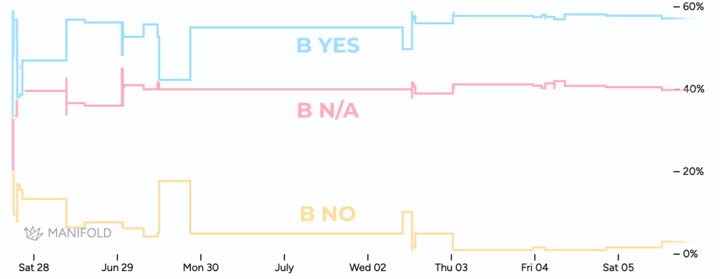 60%
B YES
40%
B N/A
20%
B NO
MANIFOLD
0%
Sat 28 Jun 29 Mon 30 July Wed 02 Thu 03 Fri 04 Sat 05